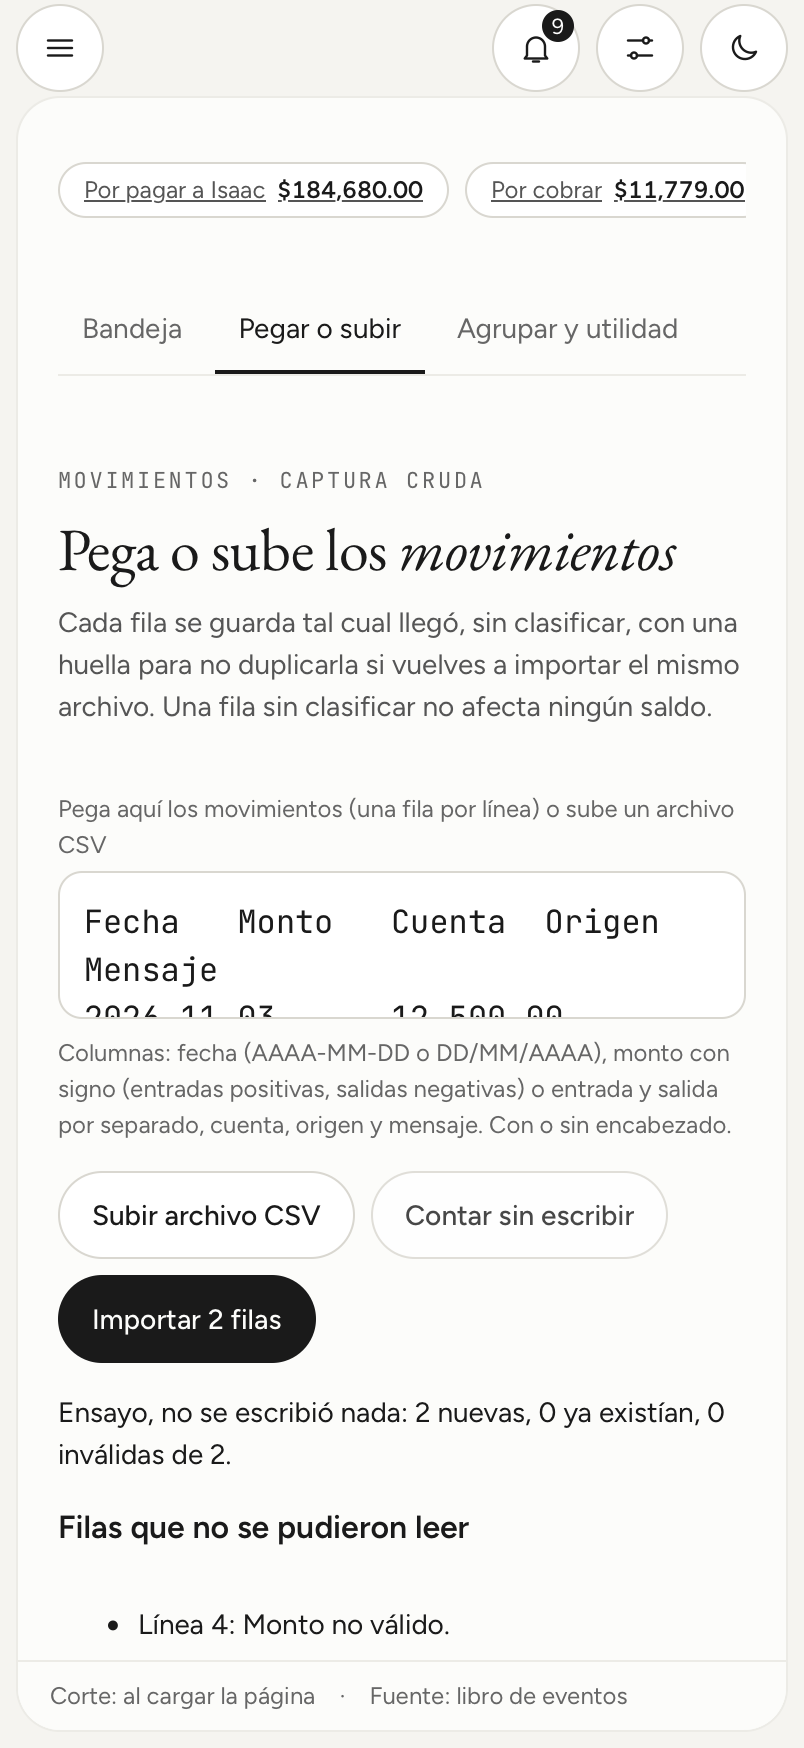 9
Por pagar a Isaac $184,680.00 Por cobrar $11,779.00
Bandeja Pegar o subir Agrupar y utilidad
MOVIMIENTOS · CAPTURA CRUDA
Pega o sube los movimientos
Cada fila se guarda tal cual llegó, sin clasificar, con una
huella para no duplicarla si vuelves a importar el mismo
archivo. Una fila sin clasificar no afecta ningún saldo.
Pega aquí los movimientos (una fila por línea) o sube un archivo
CSV
Fecha Monto Cuenta Origen
Mensaje
Columnas: fecha (AAAA-MM-DD o DD/MM/AAAA), monto con
signo (entradas positivas, salidas negativas) o entrada y salida
por separado, cuenta, origen y mensaje. Con o sin encabezado.
Subir archivo CSV Contar sin escribir
Importar 2 filas
Ensayo, no se escribió nada: 2 nuevas, 0 ya existían, 0
inválidas de 2.
Filas que no se pudieron leer
• Línea 4: Monto no válido.
Corte: al cargar la página · Fuente: libro de eventos